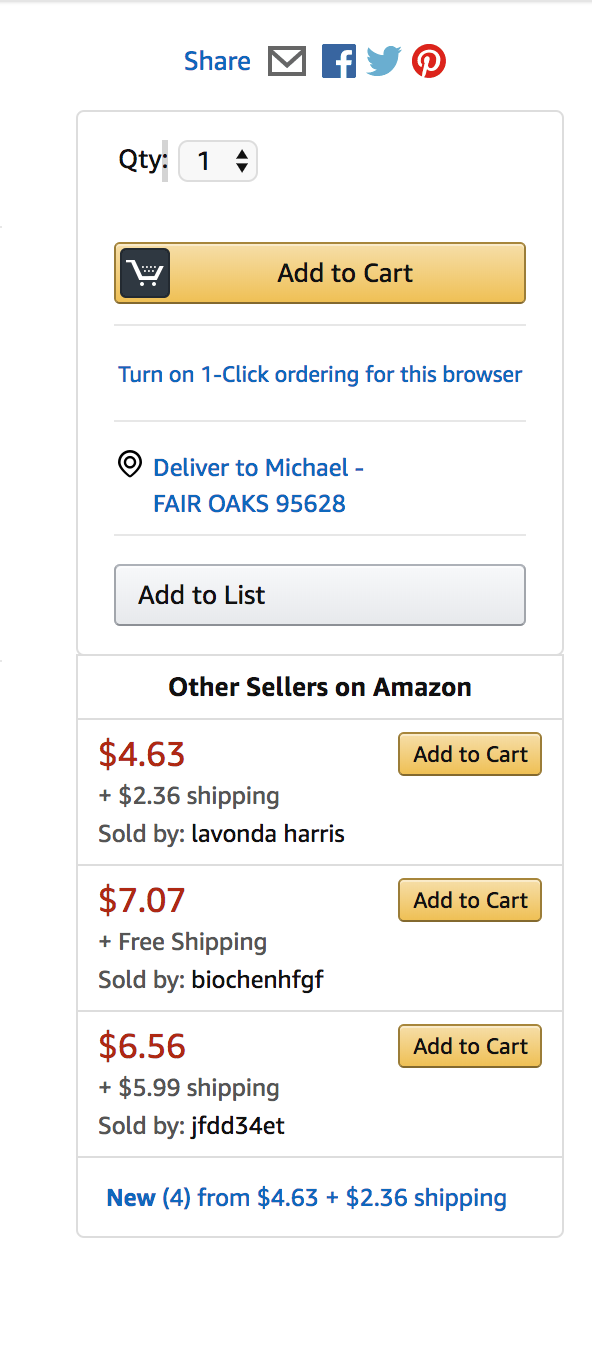 Share
Qty: 1
Add to Cart
Turn on 1-Click ordering for this browser
Deliver to Michael -
FAIR OAKS 95628
Add to List
Other Sellers on Amazon
$4.63 Add to Cart
+ $2.36 shipping
Sold by: lavonda harris
$7.07 Add to Cart
+ Free Shipping
Sold by: biochenhfgf
$6.56 Add to Cart
+ $5.99 shipping
Sold by: jfdd34et
New (4) from $4.63 + $2.36 shipping